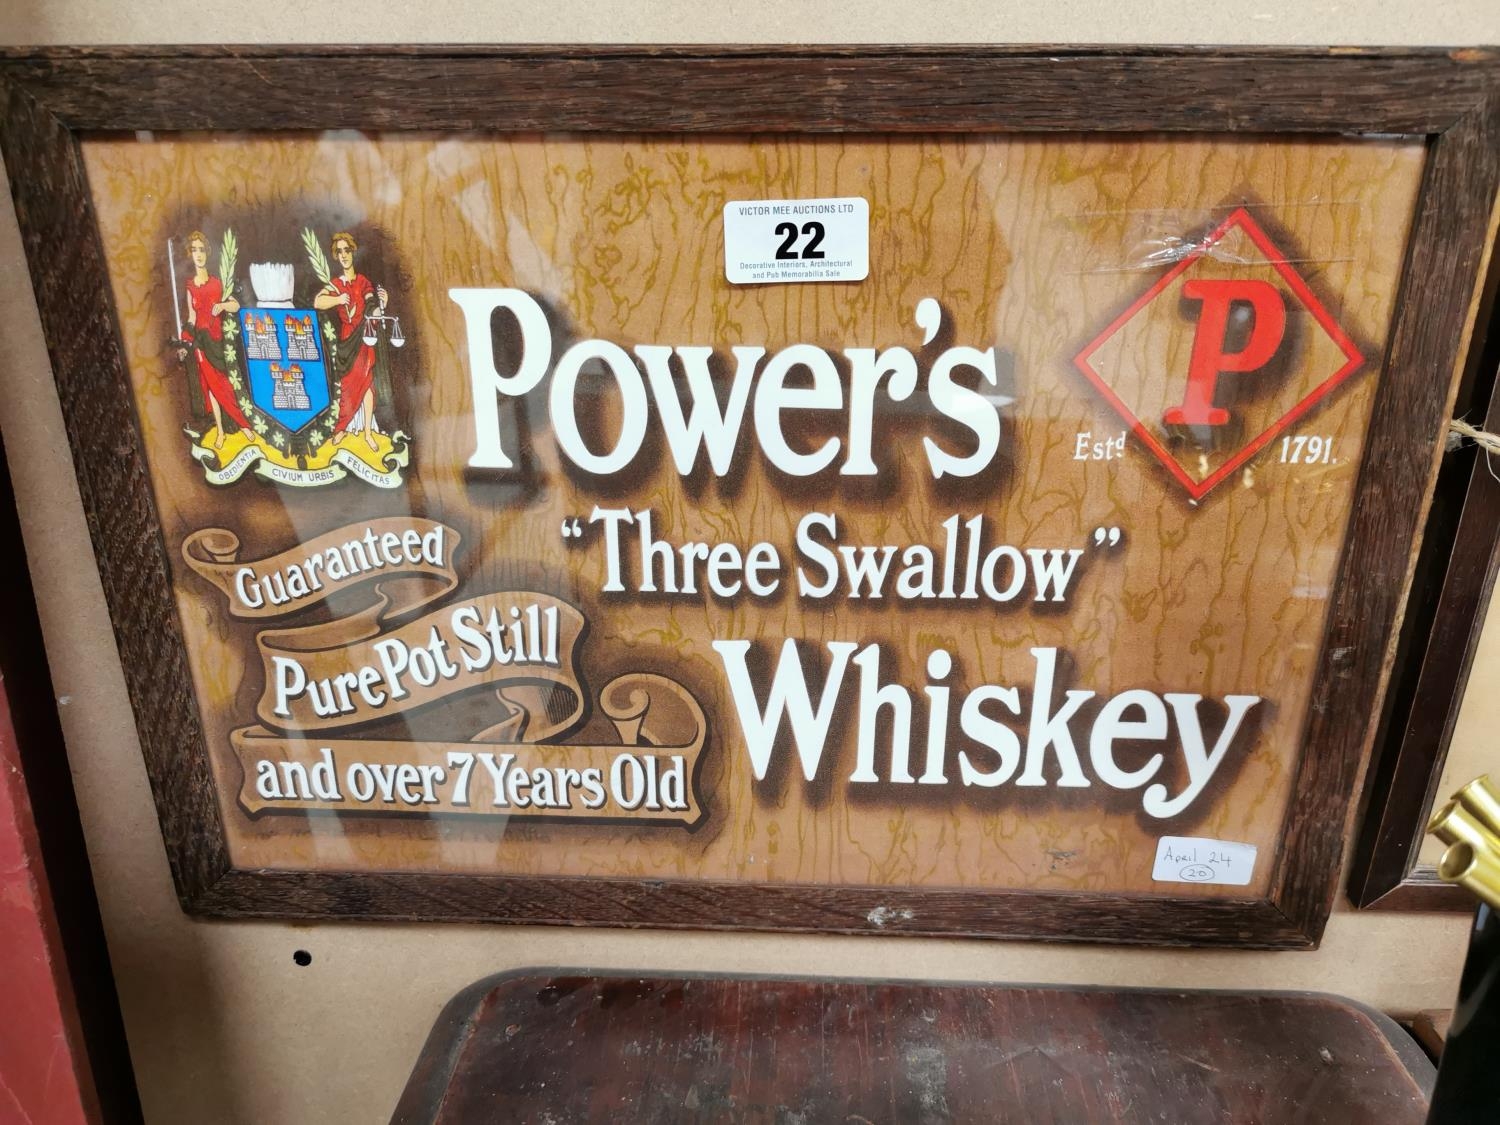 VICTOR MEE AUCTIONS LTD
22
Decorative Interiors, Architectural
and Pub Memorabilia Sale
Power's
P
Estd 1791.
OBEDIENTIA CIVIUM URBIS FELICITAS
"Three Swallow"
Whiskey
Guaranteed
Pure Pot Still
and over 7 Years Old
April 24
20